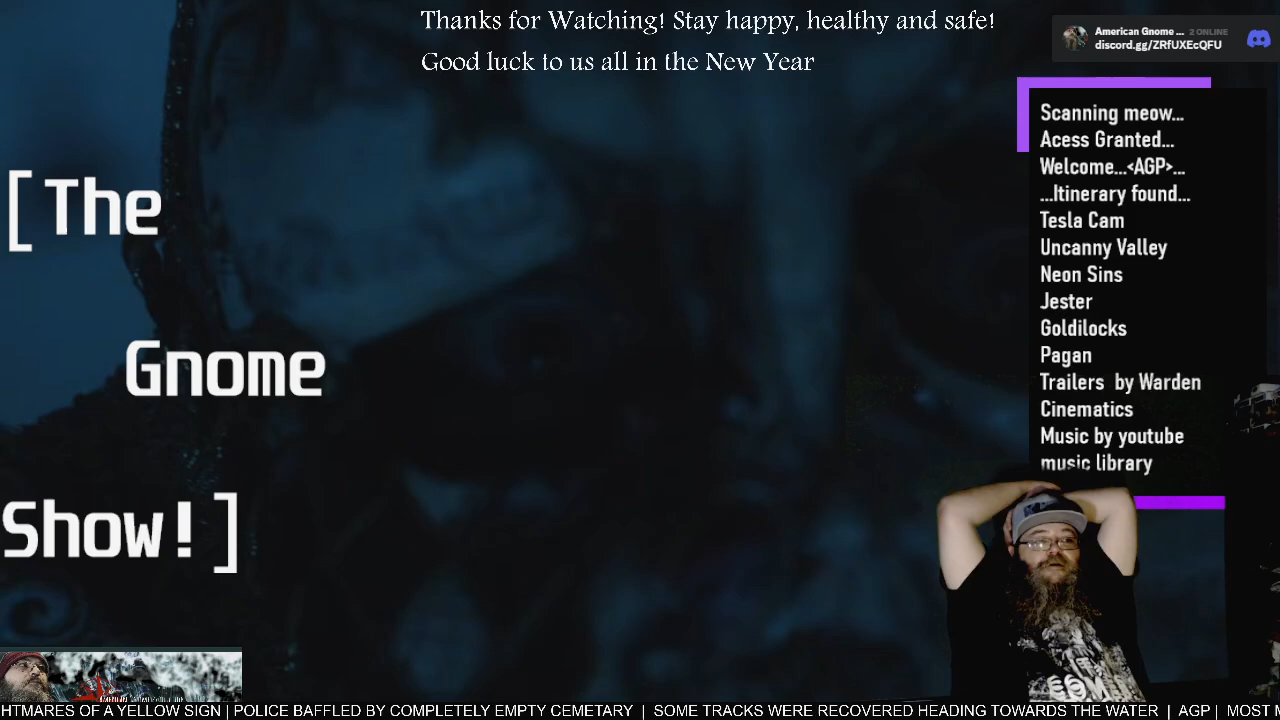 Thanks for Watching! Stay happy, healthy and safe!
Good luck to us all in the New Year
American Gnome ... 2 ONLINE
discord.gg/ZRfUXEcQFU
[The
Gnome
Show!]
Scanning meow...
Acess Granted...
Welcome...<AGP>...
...Itinerary found...
Tesla Cam
Uncanny Valley
Neon Sins
Jester
Goldilocks
Pagan
Trailers by Warden
Cinematics
Music by youtube
music library
HTMARES OF A YELLOW SIGN | POLICE BAFFLED BY COMPLETELY EMPTY CEMETARY | SOME TRACKS WERE RECOVERED HEADING TOWARDS THE WATER | AGP | MOST